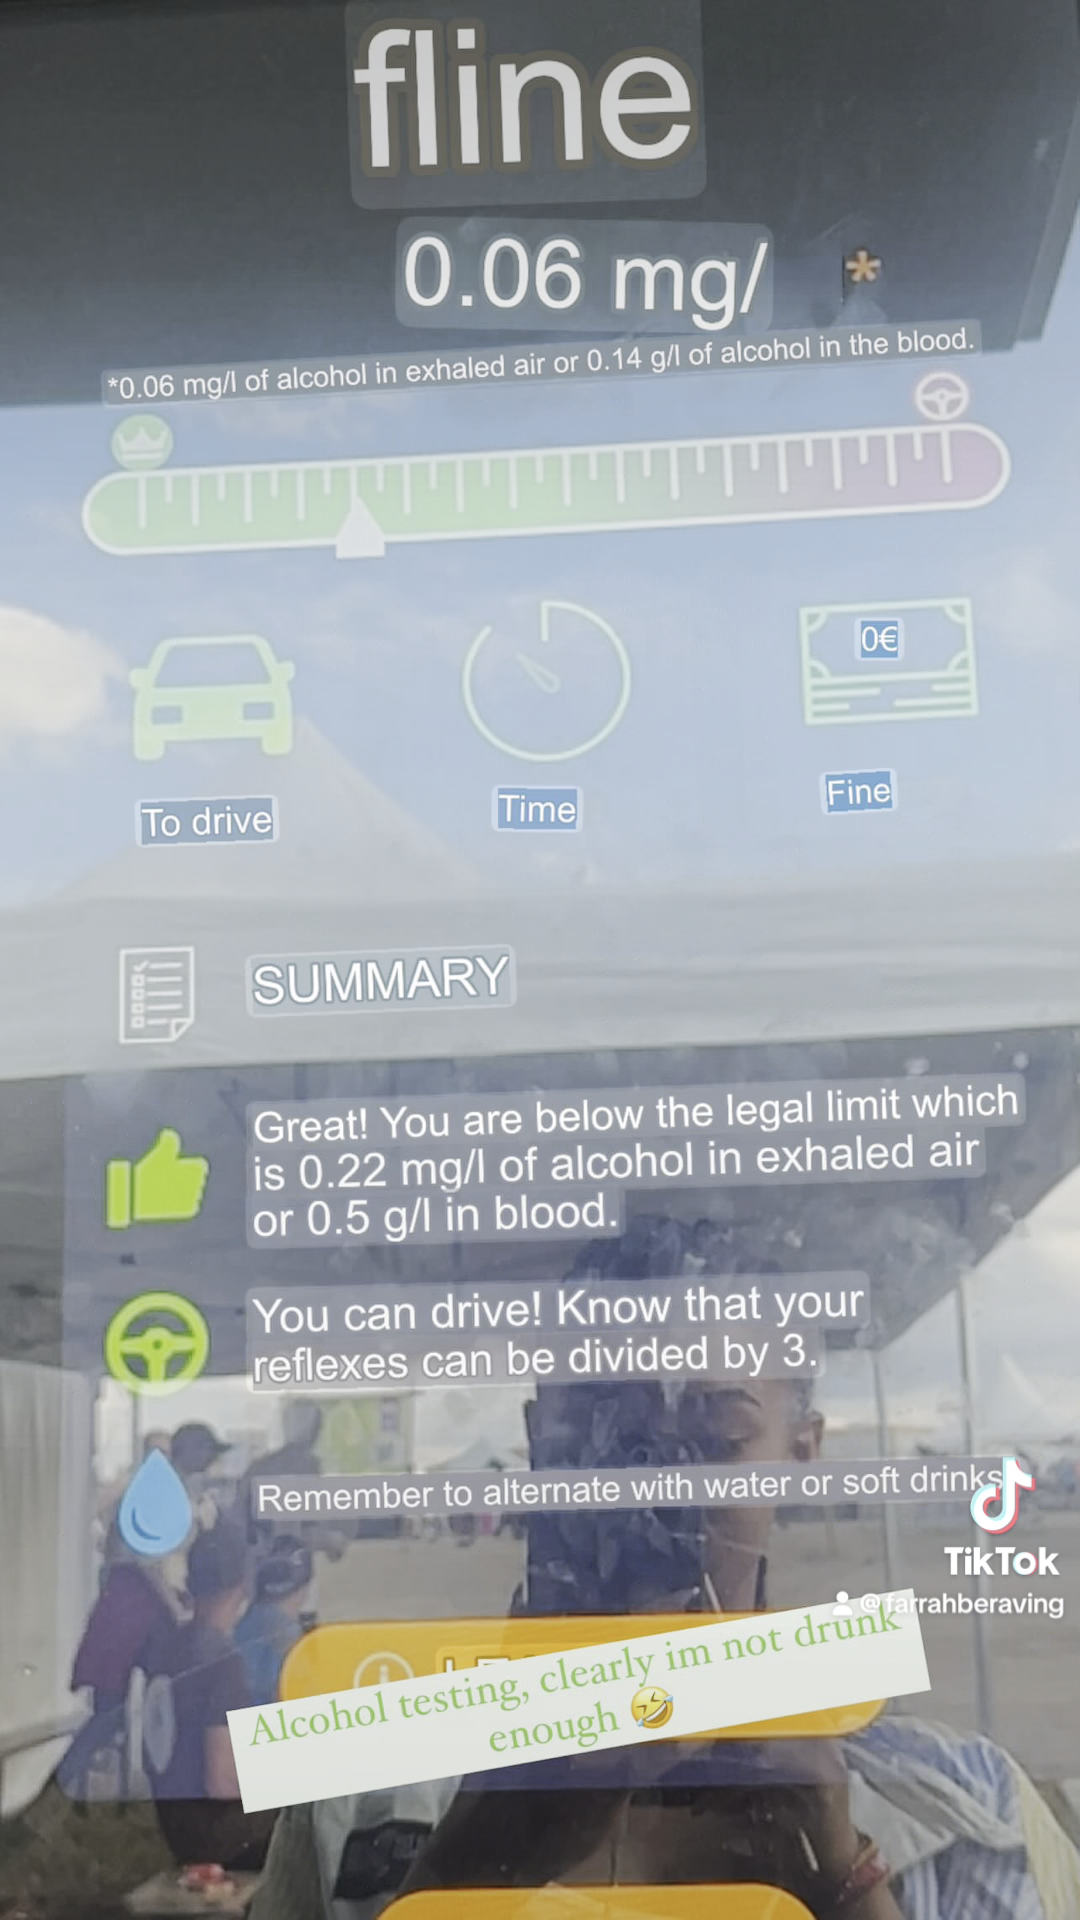 fline
0.06 mg/ *
*0.06 mg/l of alcohol in exhaled air or 0.14 g/l of alcohol in the blood.
0€
To drive
Time
Fine
SUMMARY
Great! You are below the legal limit which
is 0.22 mg/l of alcohol in exhaled air
or 0.5 g/l in blood.
You can drive! Know that your
reflexes can be divided by 3.
Remember to alternate with water or soft drinks
TikTok
@farrahberaving
Alcohol testing, clearly im not drunk
enough 🤣